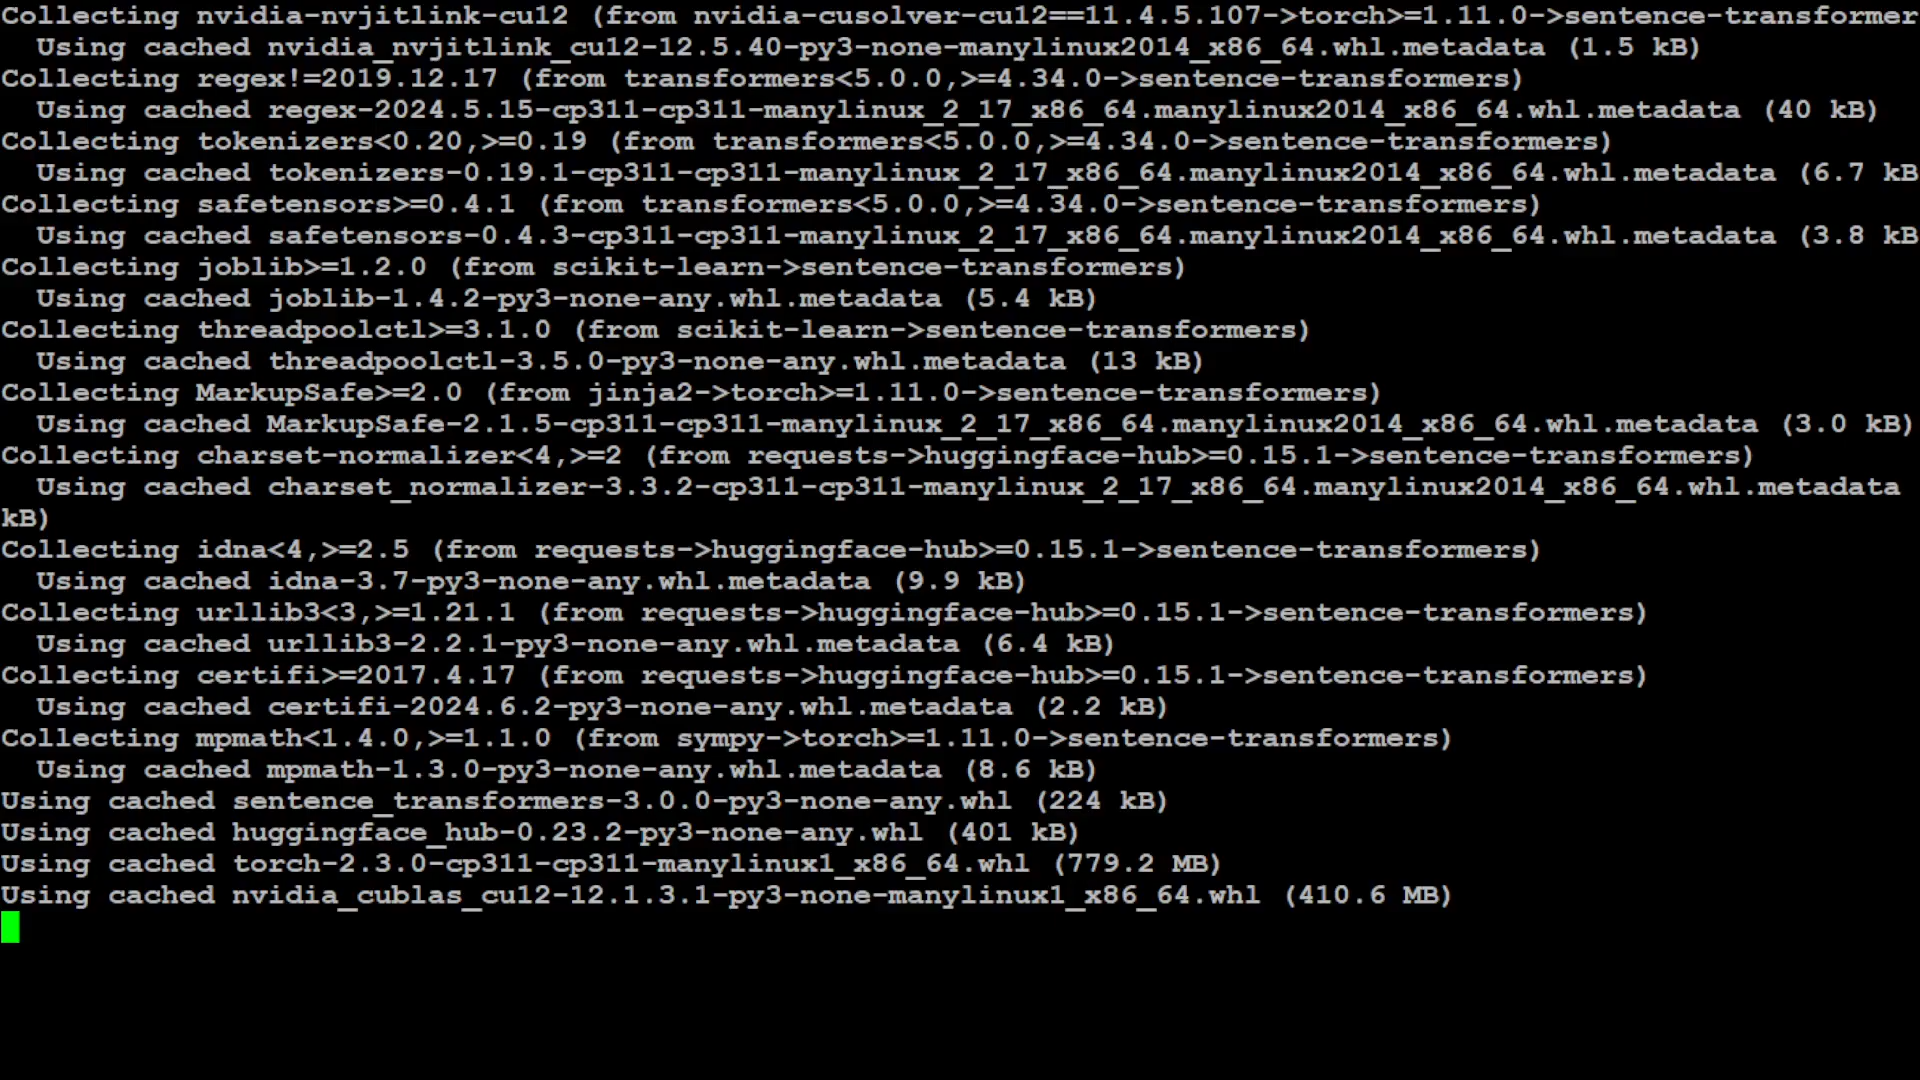 Collecting nvidia-nvjitlink-cu12 (from nvidia-cusolver-cu12==11.4.5.107->torch>=1.11.0->sentence-transformer
  Using cached nvidia_nvjitlink_cu12-12.5.40-py3-none-manylinux2014_x86_64.whl.metadata (1.5 kB)
Collecting regex!=2019.12.17 (from transformers<5.0.0,>=4.34.0->sentence-transformers)
  Using cached regex-2024.5.15-cp311-cp311-manylinux_2_17_x86_64.manylinux2014_x86_64.whl.metadata (40 kB)
Collecting tokenizers<0.20,>=0.19 (from transformers<5.0.0,>=4.34.0->sentence-transformers)
  Using cached tokenizers-0.19.1-cp311-cp311-manylinux_2_17_x86_64.manylinux2014_x86_64.whl.metadata (6.7 kB
Collecting safetensors>=0.4.1 (from transformers<5.0.0,>=4.34.0->sentence-transformers)
  Using cached safetensors-0.4.3-cp311-cp311-manylinux_2_17_x86_64.manylinux2014_x86_64.whl.metadata (3.8 kB
Collecting joblib>=1.2.0 (from scikit-learn->sentence-transformers)
  Using cached joblib-1.4.2-py3-none-any.whl.metadata (5.4 kB)
Collecting threadpoolctl>=3.1.0 (from scikit-learn->sentence-transformers)
  Using cached threadpoolctl-3.5.0-py3-none-any.whl.metadata (13 kB)
Collecting MarkupSafe>=2.0 (from jinja2->torch>=1.11.0->sentence-transformers)
  Using cached MarkupSafe-2.1.5-cp311-cp311-manylinux_2_17_x86_64.manylinux2014_x86_64.whl.metadata (3.0 kB)
Collecting charset-normalizer<4,>=2 (from requests->huggingface-hub>=0.15.1->sentence-transformers)
  Using cached charset_normalizer-3.3.2-cp311-cp311-manylinux_2_17_x86_64.manylinux2014_x86_64.whl.metadata
kB)
Collecting idna<4,>=2.5 (from requests->huggingface-hub>=0.15.1->sentence-transformers)
  Using cached idna-3.7-py3-none-any.whl.metadata (9.9 kB)
Collecting urllib3<3,>=1.21.1 (from requests->huggingface-hub>=0.15.1->sentence-transformers)
  Using cached urllib3-2.2.1-py3-none-any.whl.metadata (6.4 kB)
Collecting certifi>=2017.4.17 (from requests->huggingface-hub>=0.15.1->sentence-transformers)
  Using cached certifi-2024.6.2-py3-none-any.whl.metadata (2.2 kB)
Collecting mpmath<1.4.0,>=1.1.0 (from sympy->torch>=1.11.0->sentence-transformers)
  Using cached mpmath-1.3.0-py3-none-any.whl.metadata (8.6 kB)
Using cached sentence_transformers-3.0.0-py3-none-any.whl (224 kB)
Using cached huggingface_hub-0.23.2-py3-none-any.whl (401 kB)
Using cached torch-2.3.0-cp311-cp311-manylinux1_x86_64.whl (779.2 MB)
Using cached nvidia_cublas_cu12-12.1.3.1-py3-none-manylinux1_x86_64.whl (410.6 MB)